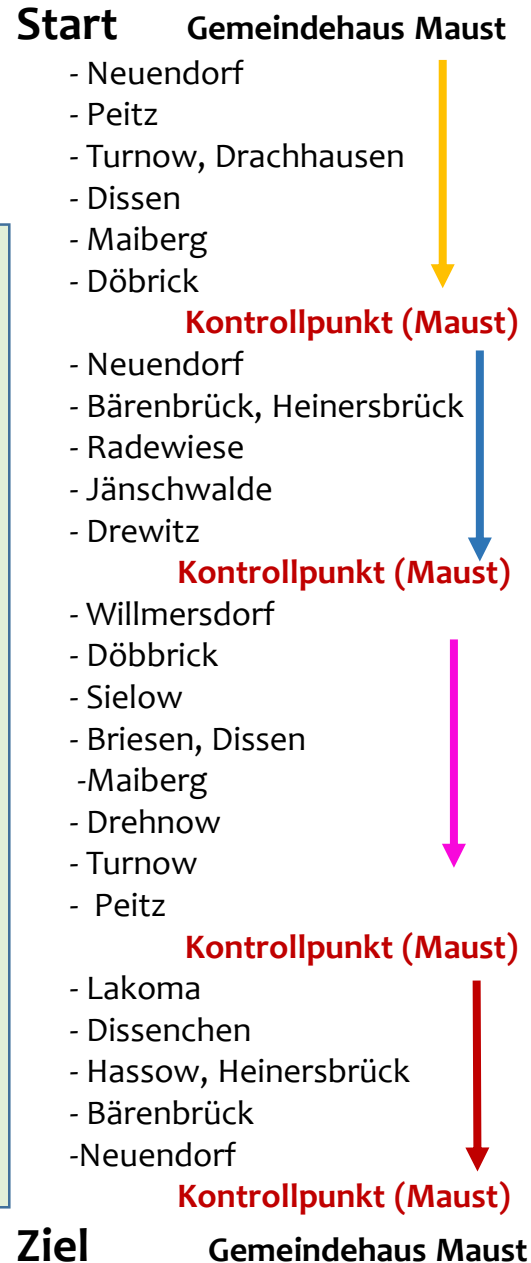 Start Gemeindehaus Maust
- Neuendorf
- Peitz
- Turnow, Drachhausen
- Dissen
- Maiberg
- Döbrick
Kontrollpunkt (Maust)
- Neuendorf
- Bärenbrück, Heinersbrück
- Radewiese
- Jänschwalde
- Drewitz
Kontrollpunkt (Maust)
- Willmersdorf
- Döbbrick
- Sielow
- Briesen, Dissen
-Maiberg
- Drehnow
- Turnow
- Peitz
Kontrollpunkt (Maust)
- Lakoma
- Dissenchen
- Hassow, Heinersbrück
- Bärenbrück
-Neuendorf
Kontrollpunkt (Maust)
Ziel Gemeindehaus Maust